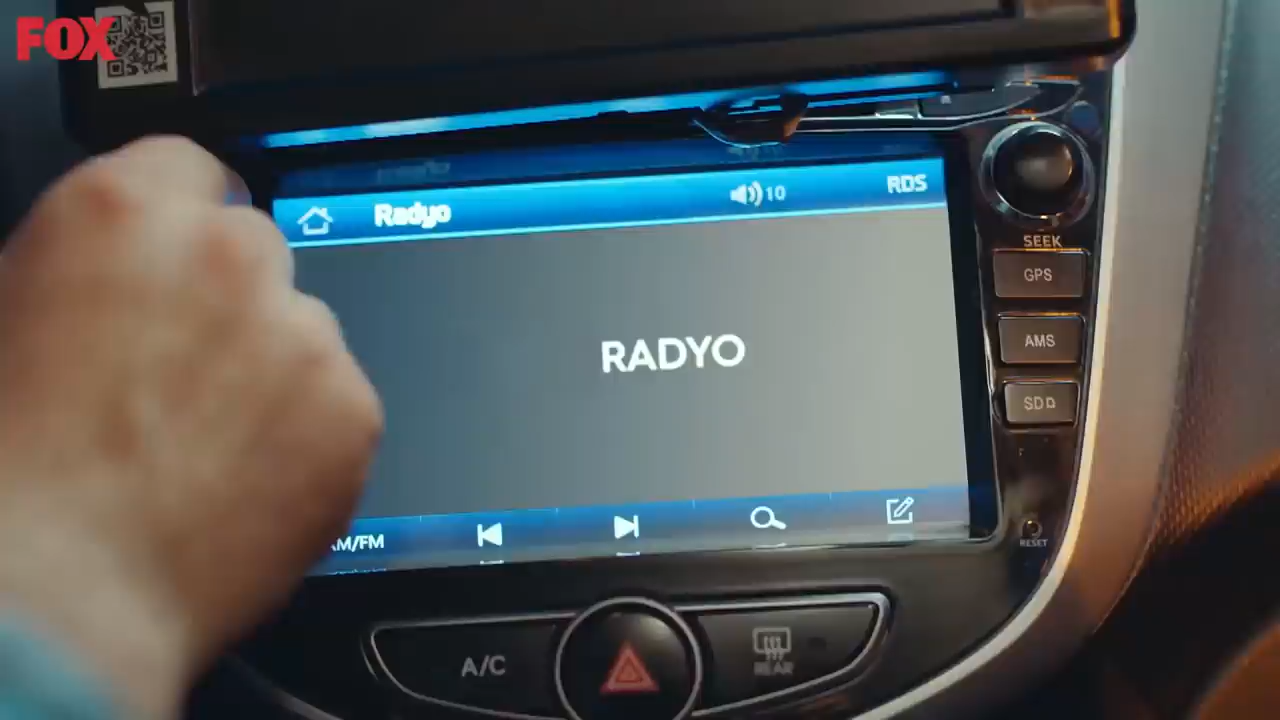 FOX
Radyo
10
RDS
RADYO
SEEK
GPS
AMS
SD
RESET
AM/FM
A/C
REAR